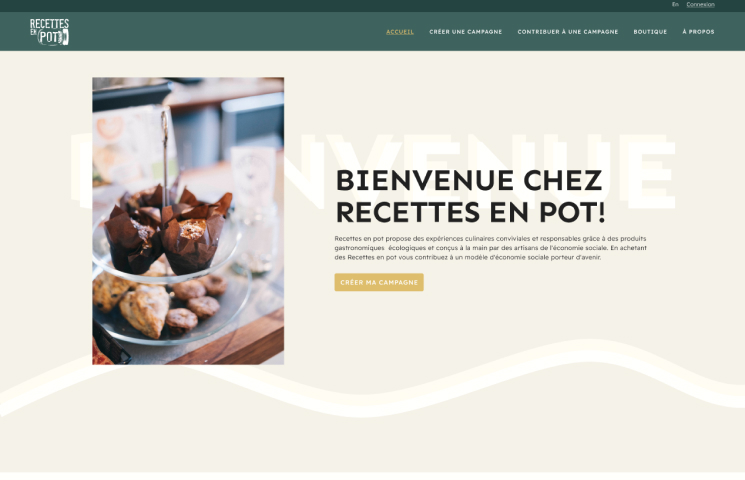 En Connexion
RECETTES
EN POT
ACCUEIL CRÉER UNE CAMPAGNE CONTRIBUER À UNE CAMPAGNE BOUTIQUE À PROPOS
BIENVENUE
BIENVENUE CHEZ
RECETTES EN POT!
Recettes en pot propose des expériences culinaires conviviales et responsables grâce à des produits
gastronomiques écologiques et conçus à la main par des artisans de l'économie sociale. En achetant
des Recettes en pot vous contribuez à un modèle d'économie sociale porteur d'avenir.
CRÉER MA CAMPAGNE